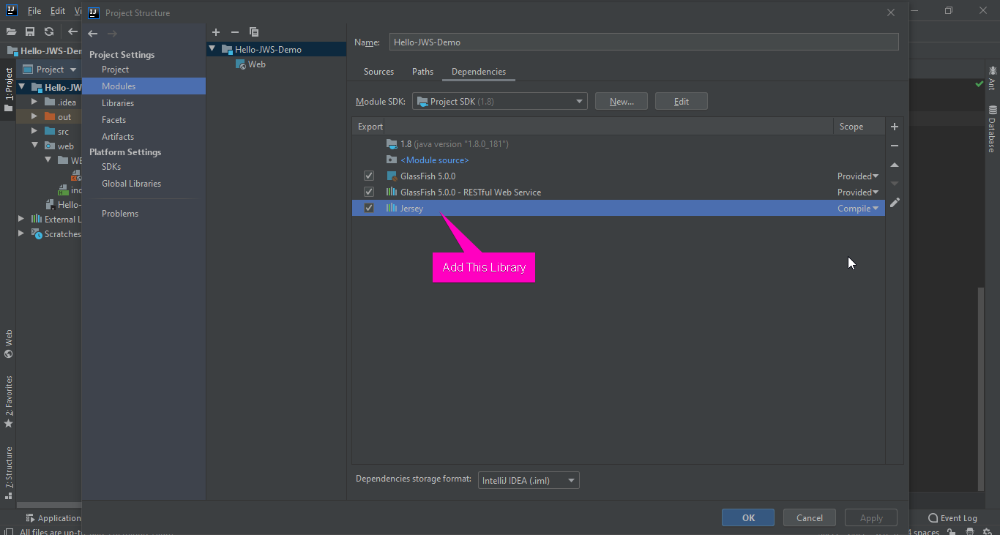 File Edit Vi
Project Structure
Hello-JWS-Dem
Project
1: Project
Hello-JW
.idea
out
src
web
WE
ind
Hello-
External L
Scratches
Web
2: Favorites
7: Structure
Project Settings
Project
Modules
Libraries
Facets
Artifacts
Platform Settings
SDKs
Global Libraries
Problems
Hello-JWS-Demo
Web
Name: Hello-JWS-Demo
Sources Paths Dependencies
Module SDK: Project SDK (1.8) New... Edit
Export Scope
1.8 (java version "1.8.0_181")
<Module source>
GlassFish 5.0.0 Provided
GlassFish 5.0.0 - RESTful Web Service Provided
Jersey Compile
Add This Library
Dependencies storage format: IntelliJ IDEA (.iml)
OK Cancel Apply
Ant
Database
Application
Event Log
All files are up-t
4 spaces